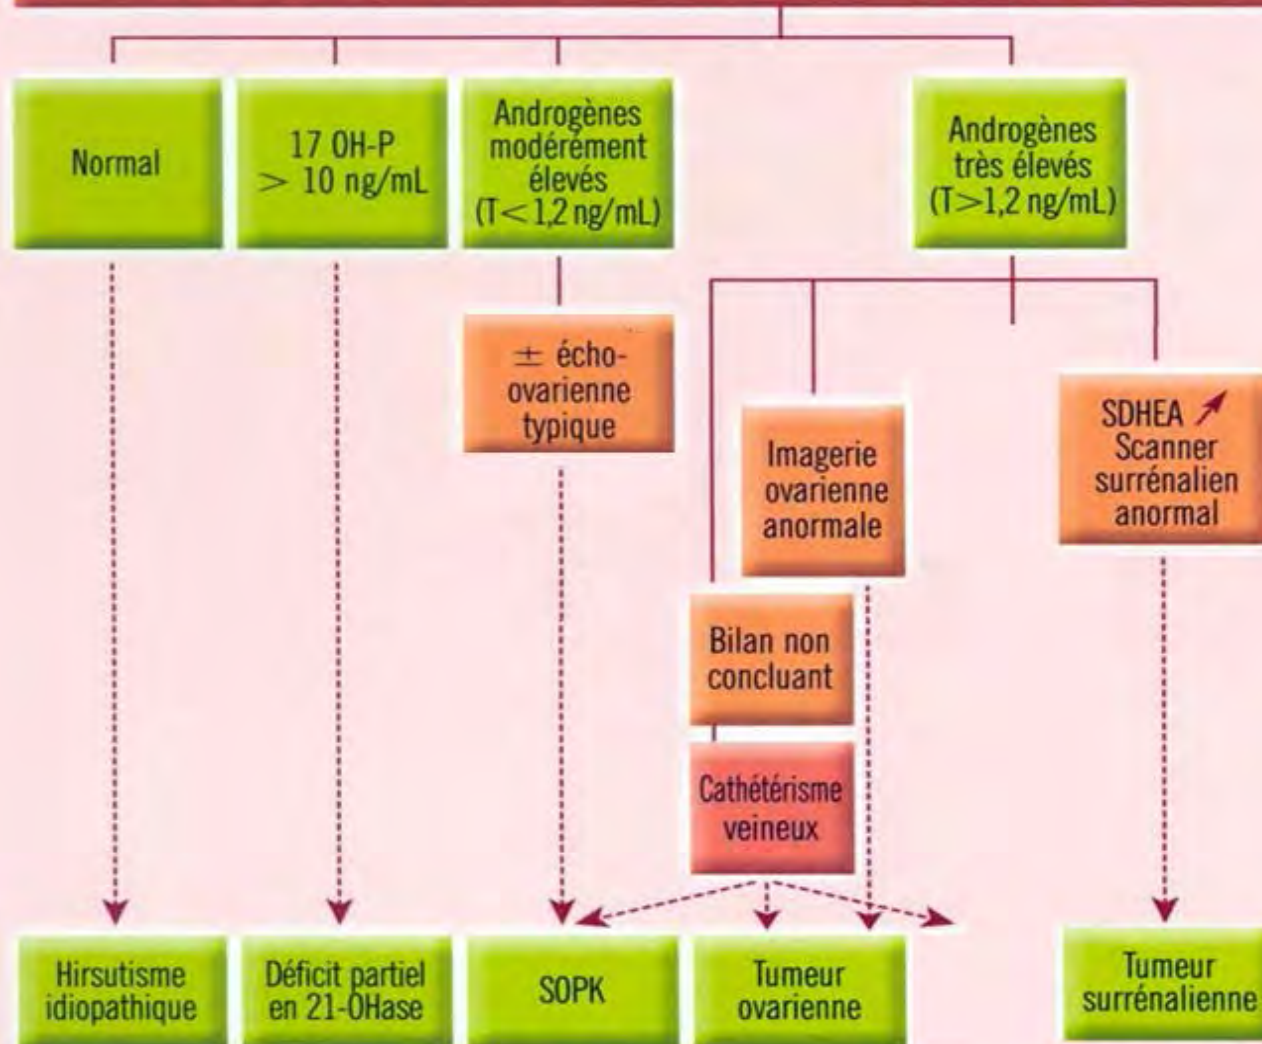 Normal
17 OH-P
> 10 ng/mL
Androgènes
modérément
élevés
(T<1,2 ng/mL)
Androgènes
très élevés
(T>1,2 ng/mL)
± écho-
ovarienne
typique
Imagerie
ovarienne
anormale
SDHEA ↗
Scanner
surrénalien
anormal
Bilan non
concluant
Cathétérisme
veineux
Hirsutisme
idiopathique
Déficit partiel
en 21-OHase
SOPK
Tumeur
ovarienne
Tumeur
surrénalienne